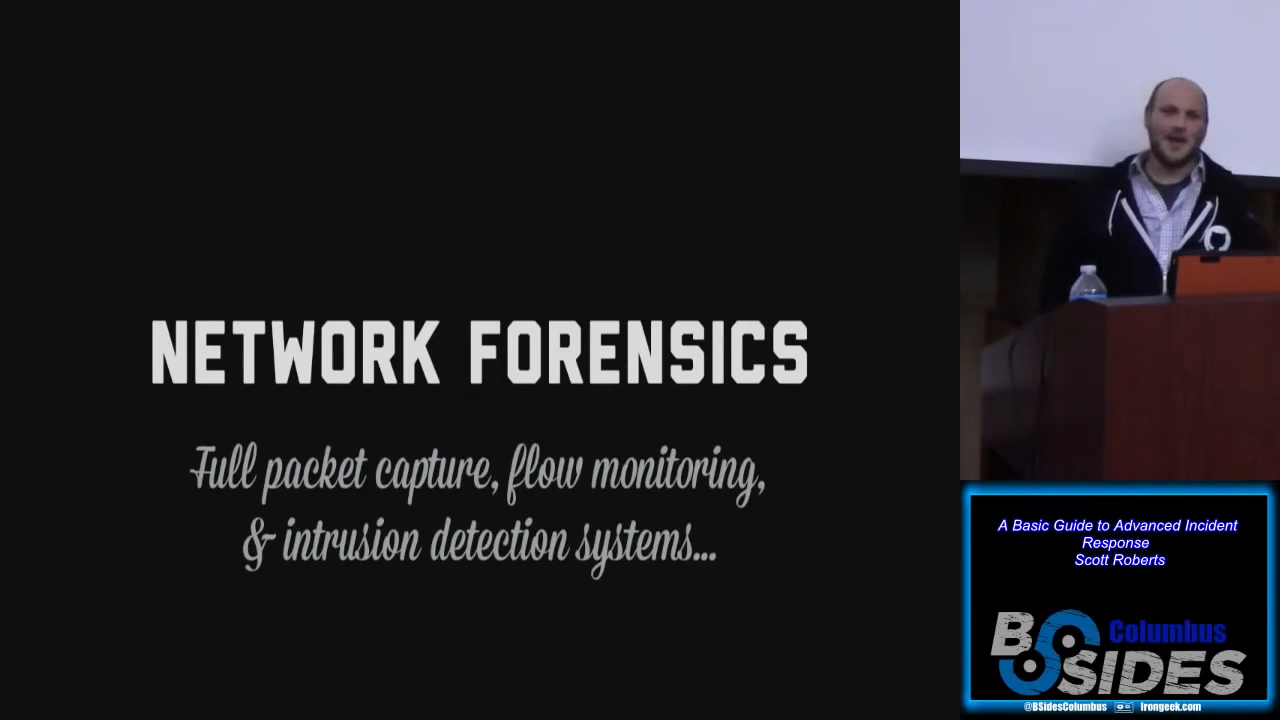 NETWORK FORENSICS
Full packet capture, flow monitoring,
& intrusion detection systems...
A Basic Guide to Advanced Incident
Response
Scott Roberts
BSIDES
Columbus
@BSidesColumbus Irongeek.com